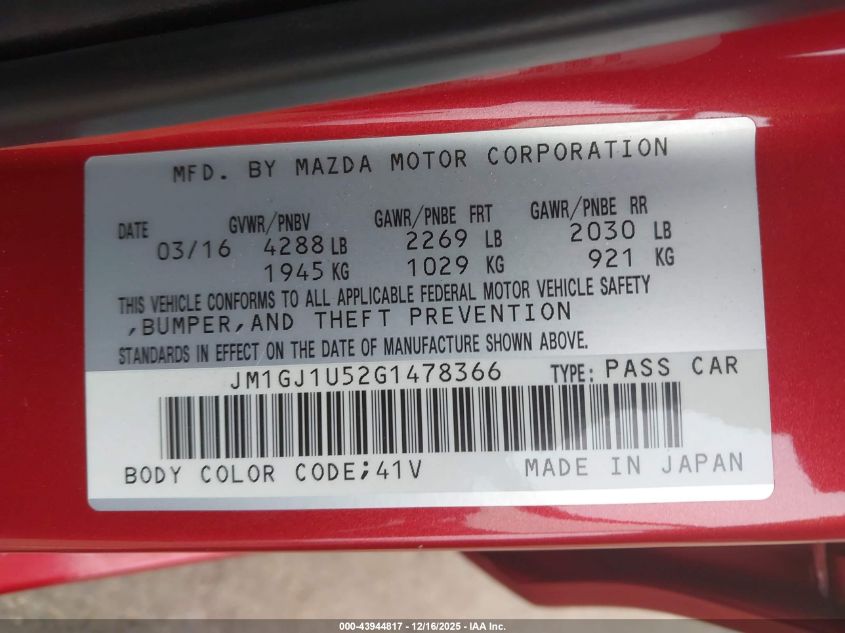 MFD. BY MAZDA MOTOR CORPORATION
DATE GVWR/PNBV GAWR/PNBE FRT GAWR/PNBE RR
03/16 4288 LB 2269 LB 2030 LB
1945 KG 1029 KG 921 KG
THIS VEHICLE CONFORMS TO ALL APPLICABLE FEDERAL MOTOR VEHICLE SAFETY
,BUMPER,AND THEFT PREVENTION
STANDARDS IN EFFECT ON THE DATE OF MANUFACTURE SHOWN ABOVE.
JM1GJ1U52G1478366 TYPE: PASS CAR
BODY COLOR CODE;41V MADE IN JAPAN
000-43944817 - 12/16/2025 - IAA Inc.